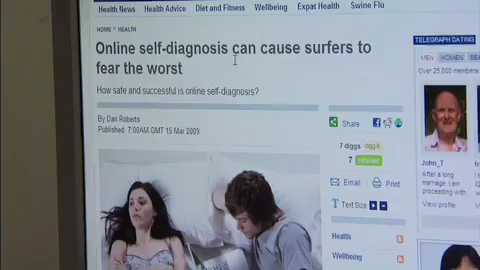 Health News Health Advice Diet and Fitness Wellbeing Expat Health Swine Flu
HOME HEALTH
Online self-diagnosis can cause surfers to
fear the worst
How safe and successful is online self-diagnosis?
By Dan Roberts
Published: 7:00AM GMT 15 Mar 2009
Share
7 diggs digg it
7
Email Print
Text Size
Health
Wellbeing
TELEGRAPH DATING
MEN WOMEN
Over 25,000 members
John_T
After a long
marriage. I am
proceeding with
View profile